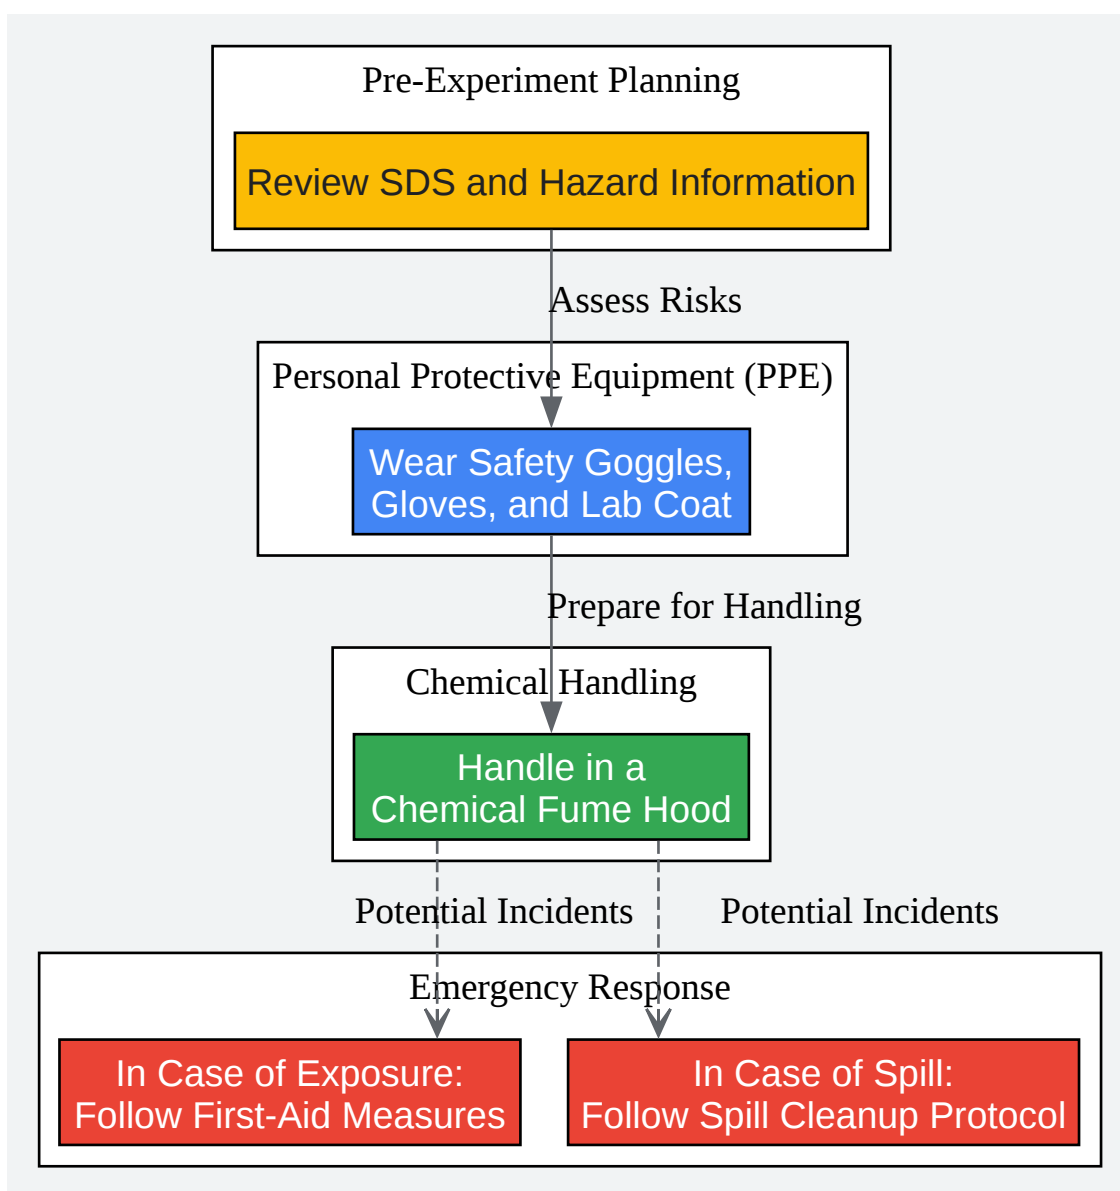 Pre-Experiment Planning
Review SDS and Hazard Information
Assess Risks
Personal Protective Equipment (PPE)
Wear Safety Goggles,
Gloves, and Lab Coat
Prepare for Handling
Chemical Handling
Handle in a
Chemical Fume Hood
Potential Incidents
Potential Incidents
Emergency Response
In Case of Exposure:
Follow First-Aid Measures
In Case of Spill:
Follow Spill Cleanup Protocol